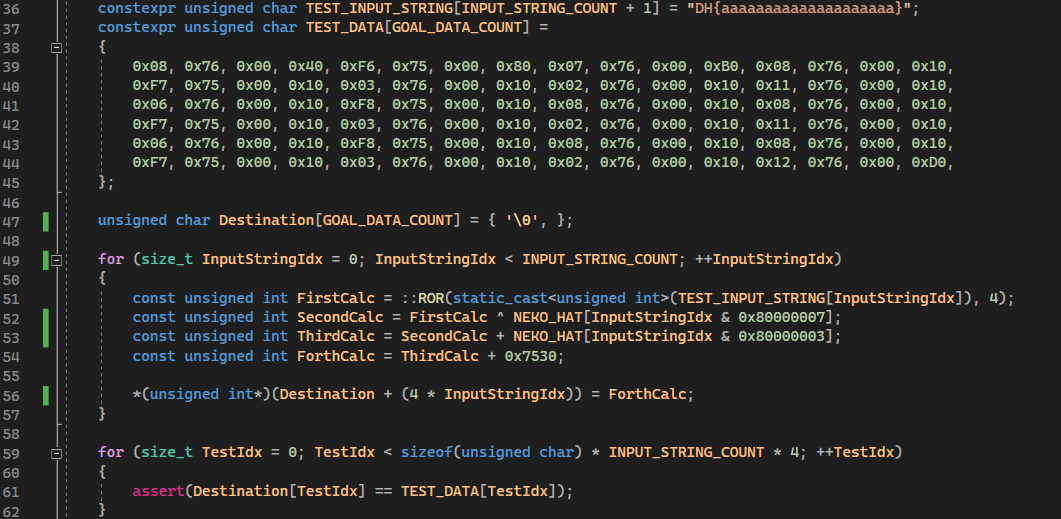 36 constexpr unsigned char TEST_INPUT_STRING[INPUT_STRING_COUNT + 1] = "DH{aaaaaaaaaaaaaaaaaaaa}";
37 constexpr unsigned char TEST_DATA[GOAL_DATA_COUNT] =
38 {
39 0x08, 0x76, 0x00, 0x40, 0xF6, 0x75, 0x00, 0x80, 0x07, 0x76, 0x00, 0xB0, 0x08, 0x76, 0x00, 0x10,
40 0xF7, 0x75, 0x00, 0x10, 0x03, 0x76, 0x00, 0x10, 0x02, 0x76, 0x00, 0x10, 0x11, 0x76, 0x00, 0x10,
41 0x06, 0x76, 0x00, 0x10, 0xF8, 0x75, 0x00, 0x10, 0x08, 0x76, 0x00, 0x10, 0x08, 0x76, 0x00, 0x10,
42 0xF7, 0x75, 0x00, 0x10, 0x03, 0x76, 0x00, 0x10, 0x02, 0x76, 0x00, 0x10, 0x11, 0x76, 0x00, 0x10,
43 0x06, 0x76, 0x00, 0x10, 0xF8, 0x75, 0x00, 0x10, 0x08, 0x76, 0x00, 0x10, 0x08, 0x76, 0x00, 0x10,
44 0xF7, 0x75, 0x00, 0x10, 0x03, 0x76, 0x00, 0x10, 0x02, 0x76, 0x00, 0x10, 0x12, 0x76, 0x00, 0xD0,
45 };
46
47 unsigned char Destination[GOAL_DATA_COUNT] = { '\0', };
48
49 for (size_t InputStringIdx = 0; InputStringIdx < INPUT_STRING_COUNT; ++InputStringIdx)
50 {
51 const unsigned int FirstCalc = ::ROR(static_cast<unsigned int>(TEST_INPUT_STRING[InputStringIdx]), 4);
52 const unsigned int SecondCalc = FirstCalc ^ NEKO_HAT[InputStringIdx & 0x80000007];
53 const unsigned int ThirdCalc = SecondCalc + NEKO_HAT[InputStringIdx & 0x80000003];
54 const unsigned int ForthCalc = ThirdCalc + 0x7530;
55
56 *(unsigned int*)(Destination + (4 * InputStringIdx)) = ForthCalc;
57 }
58
59 for (size_t TestIdx = 0; TestIdx < sizeof(unsigned char) * INPUT_STRING_COUNT * 4; ++TestIdx)
60 {
61 assert(Destination[TestIdx] == TEST_DATA[TestIdx]);
62 }